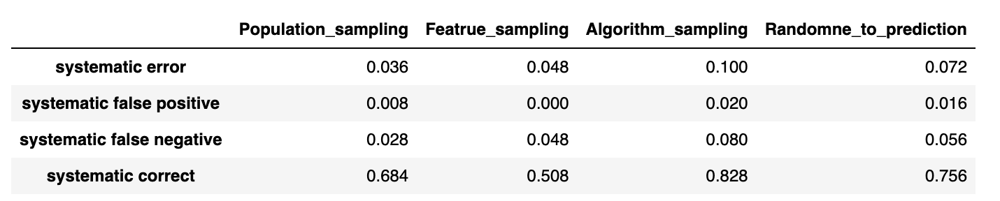 Population_sampling Featrue_sampling Algorithm_sampling Randomne_to_prediction
systematic error 0.036 0.048 0.100 0.072
systematic false positive 0.008 0.000 0.020 0.016
systematic false negative 0.028 0.048 0.080 0.056
systematic correct 0.684 0.508 0.828 0.756